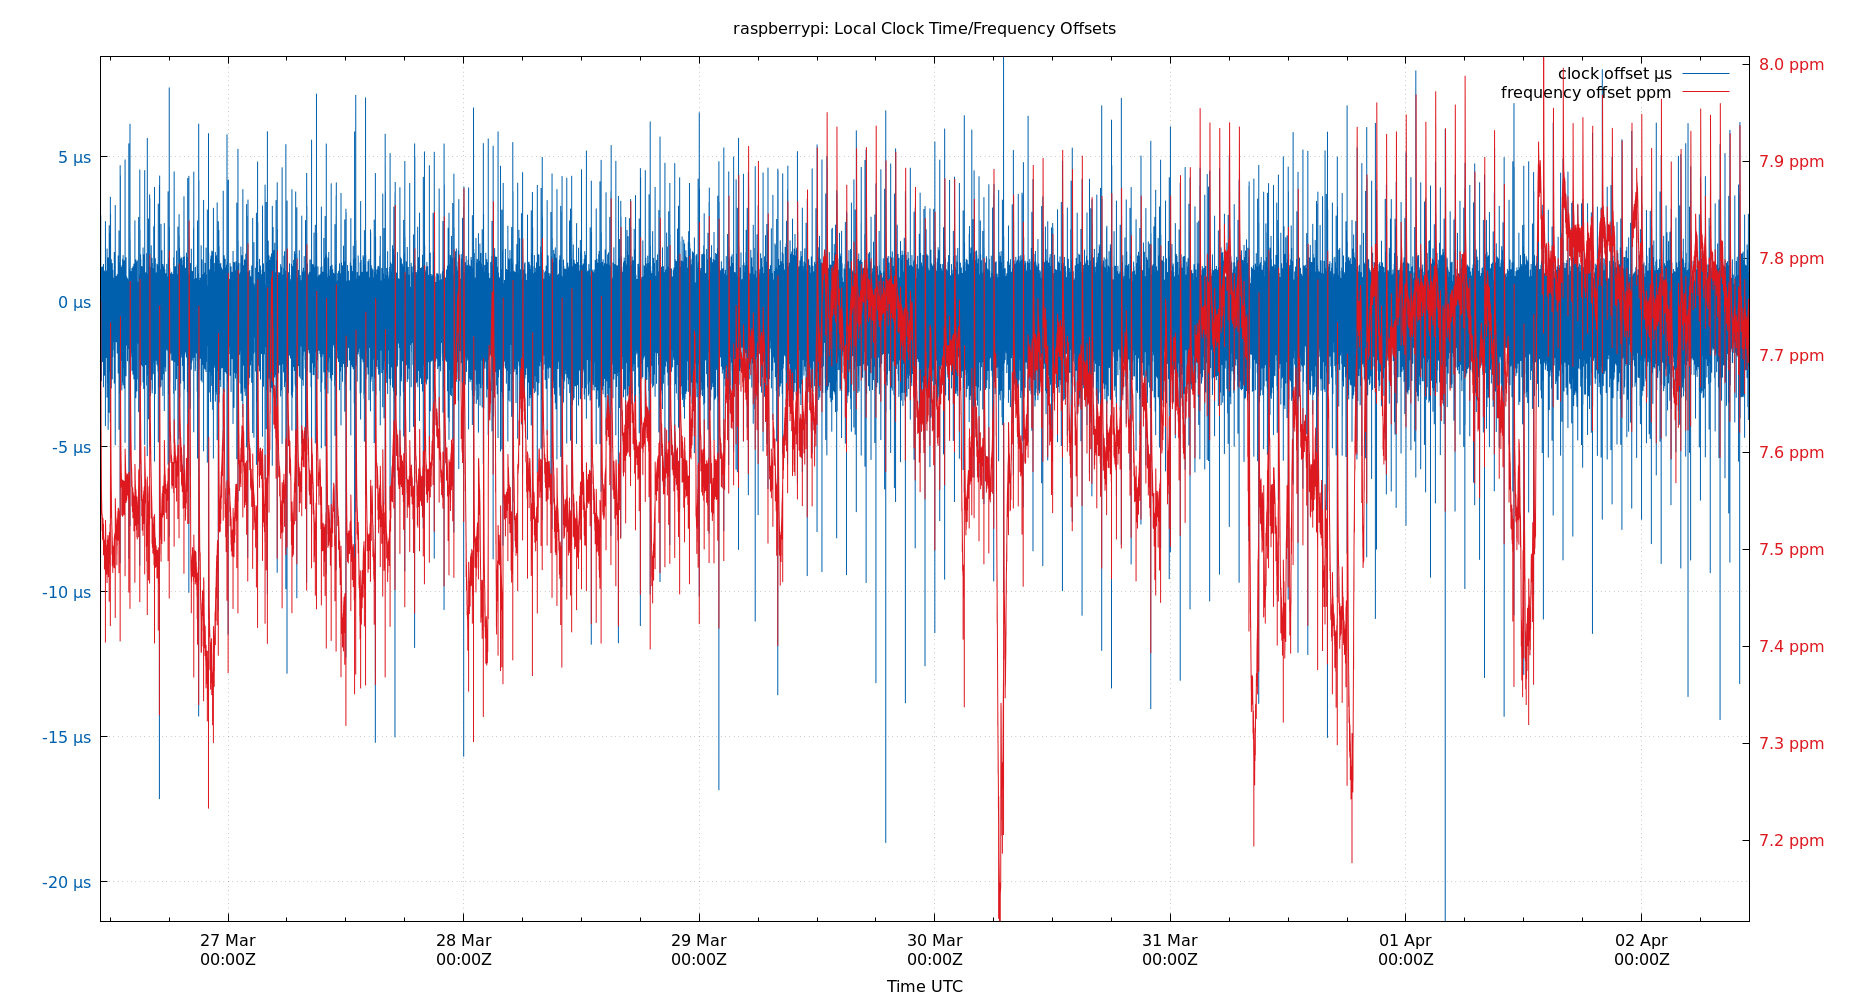 raspberrypi: Local Clock Time/Frequency Offsets
clock offset µs
frequency offset ppm
5 µs
0 µs
-5 µs
-10 µs
-15 µs
-20 µs
8.0 ppm
7.9 ppm
7.8 ppm
7.7 ppm
7.6 ppm
7.5 ppm
7.4 ppm
7.3 ppm
7.2 ppm
27 Mar
00:00Z
28 Mar
00:00Z
29 Mar
00:00Z
30 Mar
00:00Z
31 Mar
00:00Z
01 Apr
00:00Z
02 Apr
00:00Z
Time UTC